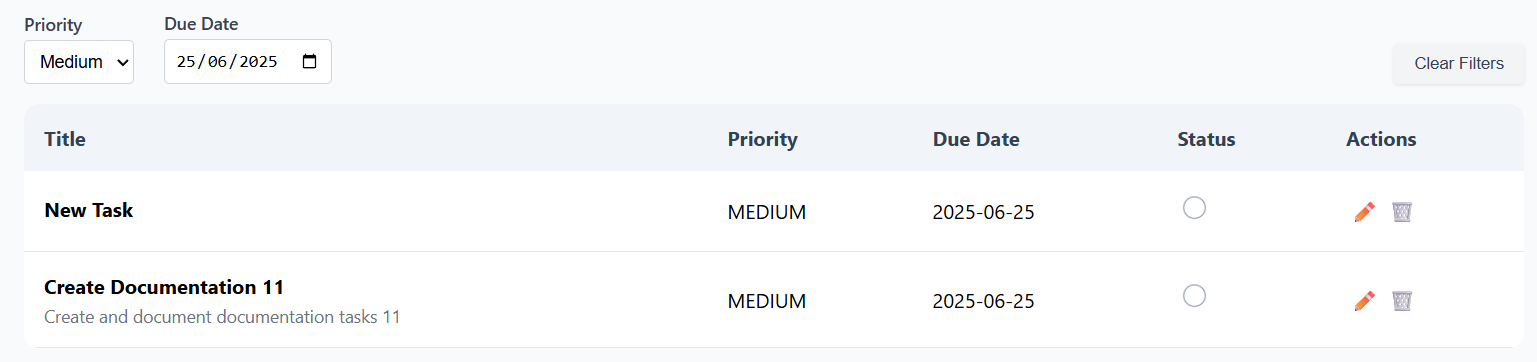 Priority Due Date
Medium 25/06/2025
Clear Filters
Title Priority Due Date Status Actions
New Task MEDIUM 2025-06-25
Create Documentation 11 MEDIUM 2025-06-25
Create and document documentation tasks 11